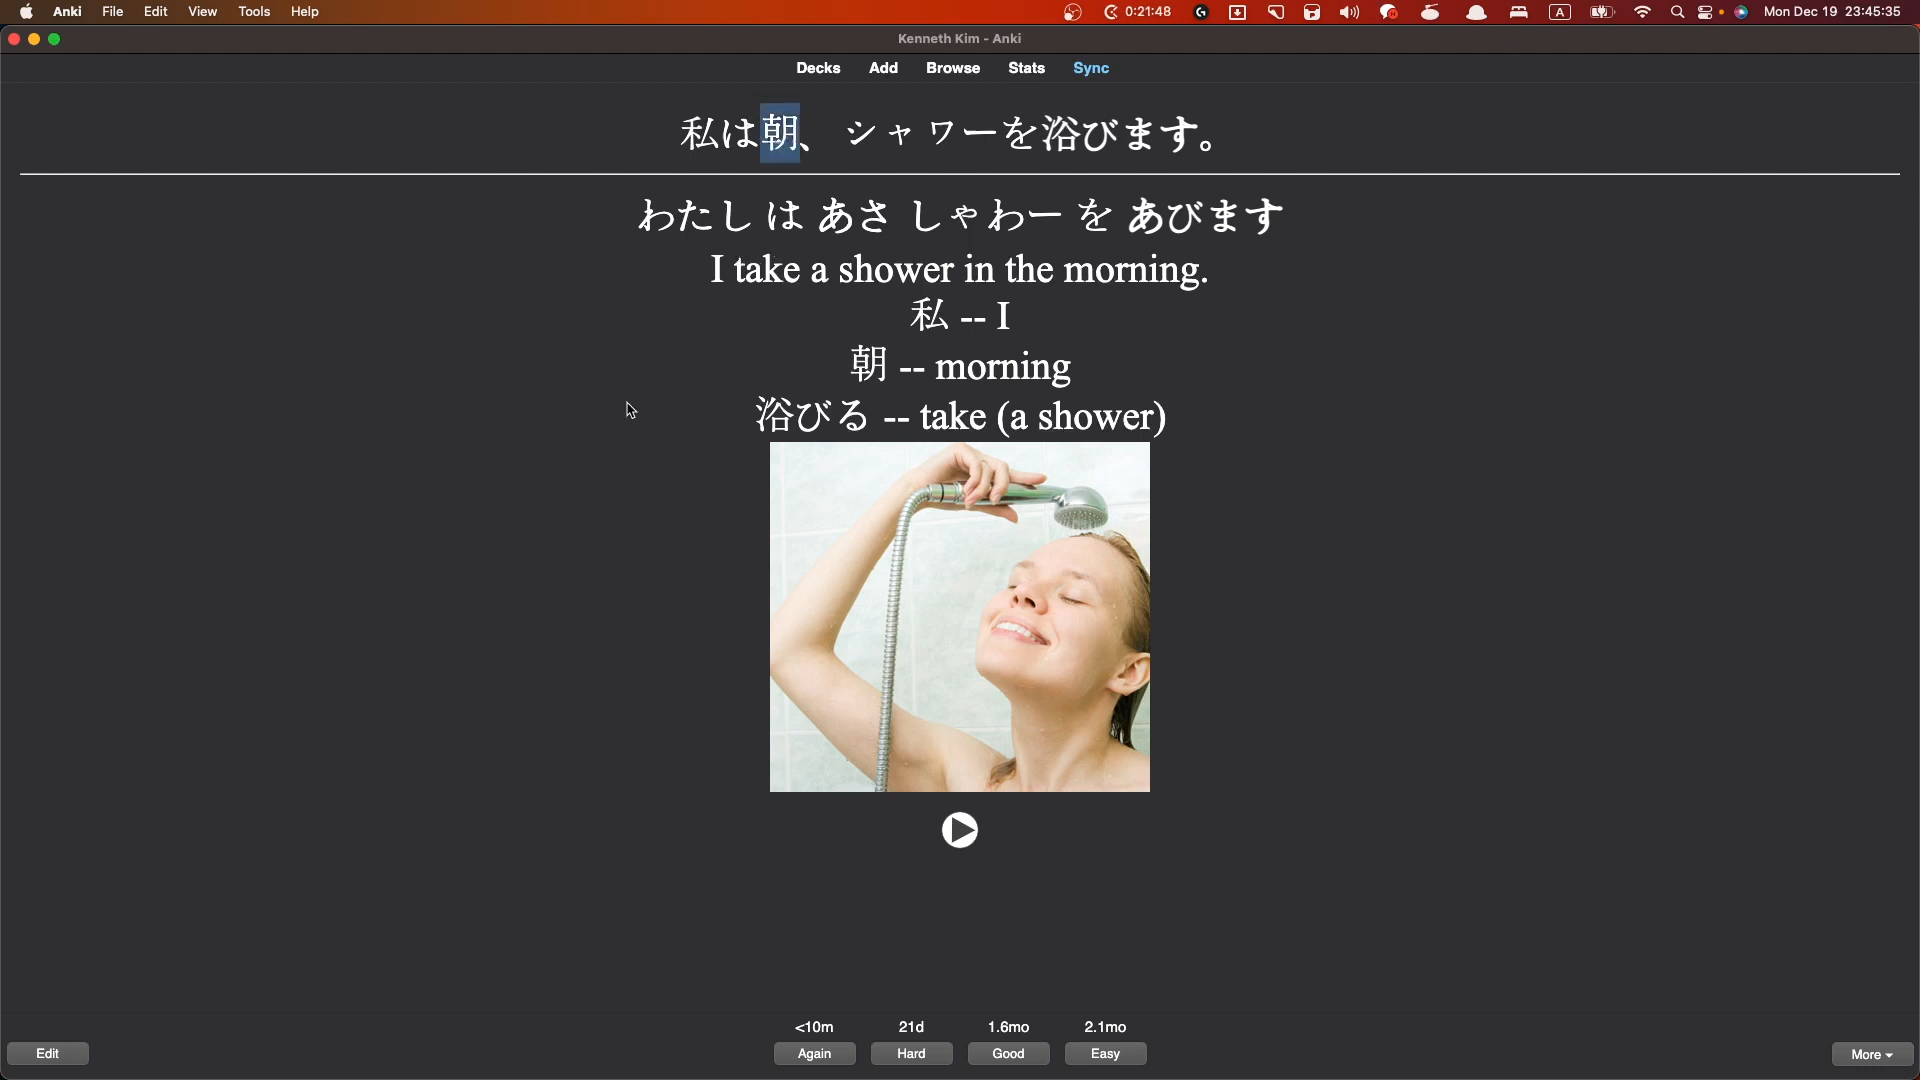 Anki File Edit View Tools Help 0:21:48 A Mon Dec 19 23:45:35
Kenneth Kim - Anki
Decks Add Browse Stats Sync
私は朝、シャワーを浴びます。
わたし は あさ しゃわー を あびます
I take a shower in the morning.
私 -- I
朝 -- morning
浴びる -- take (a shower)
<10m 21d 1.6mo 2.1mo
Edit Again Hard Good Easy More